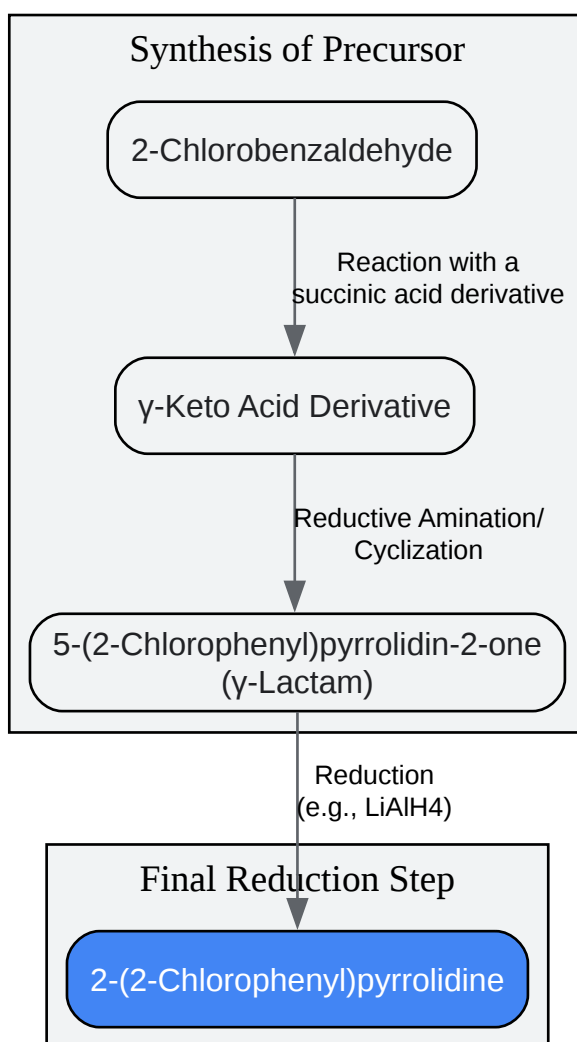 Synthesis of Precursor
2-Chlorobenzaldehyde
Reaction with a
succinic acid derivative
γ-Keto Acid Derivative
Reductive Amination/
Cyclization
5-(2-Chlorophenyl)pyrrolidin-2-one
(γ-Lactam)
Reduction
(e.g., LiAlH4)
Final Reduction Step
2-(2-Chlorophenyl)pyrrolidine